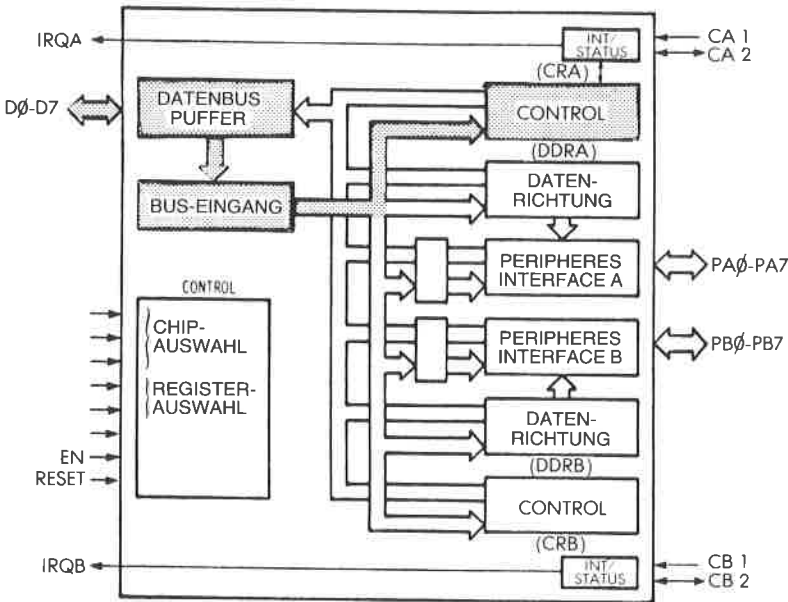 IRQA
INT/
STATUS
CA 1
CA 2
(CRA)
DØ-D7
DATENBUS
PUFFER
CONTROL
(DDRA)
DATEN-
RICHTUNG
BUS-EINGANG
PERIPHERES
INTERFACE A
PAØ-PA7
CONTROL
CHIP-
AUSWAHL
REGISTER-
AUSWAHL
PERIPHERES
INTERFACE B
PBØ-PB7
DATEN-
RICHTUNG
(DDRB)
EN
RESET
CONTROL
(CRB)
IRQB
INT/
STATUS
CB 1
CB 2